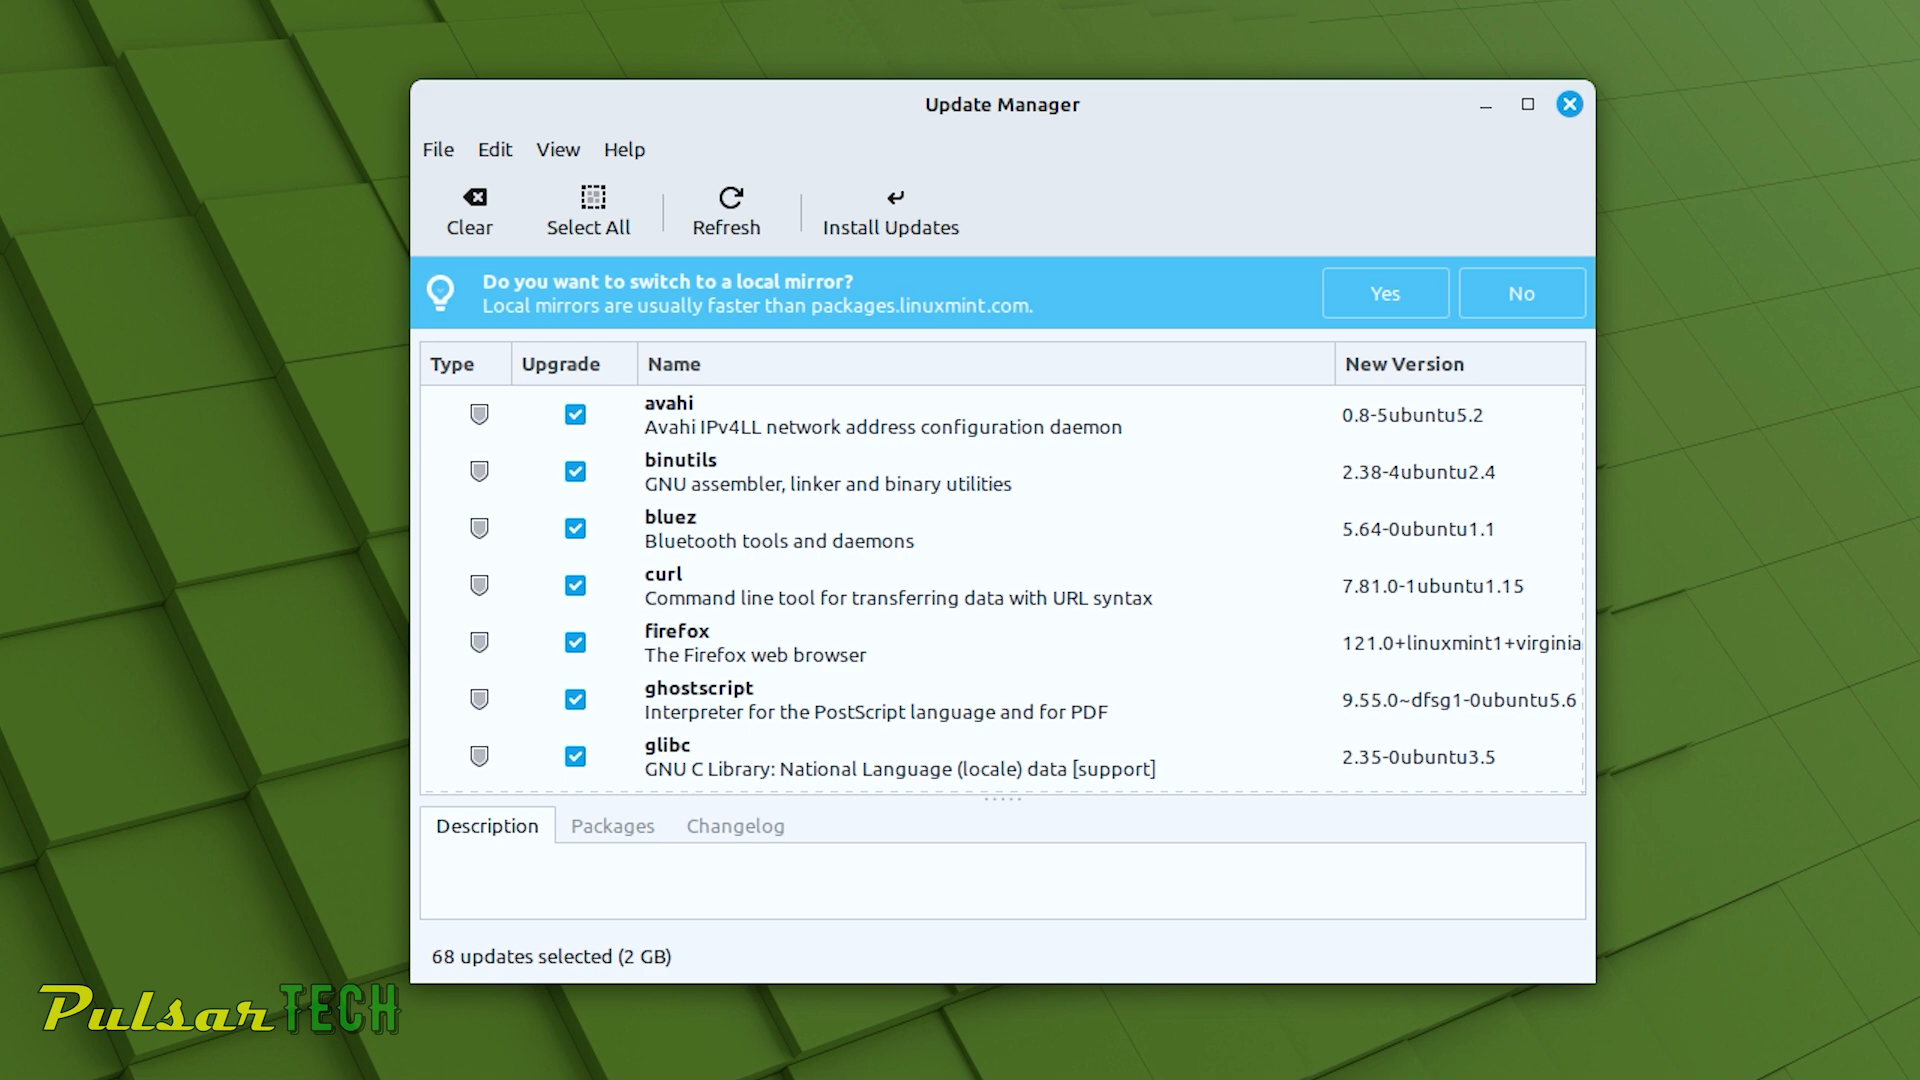 Update Manager
File Edit View Help
Clear Select All Refresh Install Updates
Do you want to switch to a local mirror?
Local mirrors are usually faster than packages.linuxmint.com.
Yes No
Type Upgrade Name New Version
avahi
Avahi IPv4LL network address configuration daemon
0.8-5ubuntu5.2
binutils
GNU assembler, linker and binary utilities
2.38-4ubuntu2.4
bluez
Bluetooth tools and daemons
5.64-0ubuntu1.1
curl
Command line tool for transferring data with URL syntax
7.81.0-1ubuntu1.15
firefox
The Firefox web browser
121.0+linuxmint1+virginia
ghostscript
Interpreter for the PostScript language and for PDF
9.55.0~dfsg1-0ubuntu5.6
glibc
GNU C Library: National Language (locale) data [support]
2.35-0ubuntu3.5
Description Packages Changelog
68 updates selected (2 GB)
Pulsar TECH